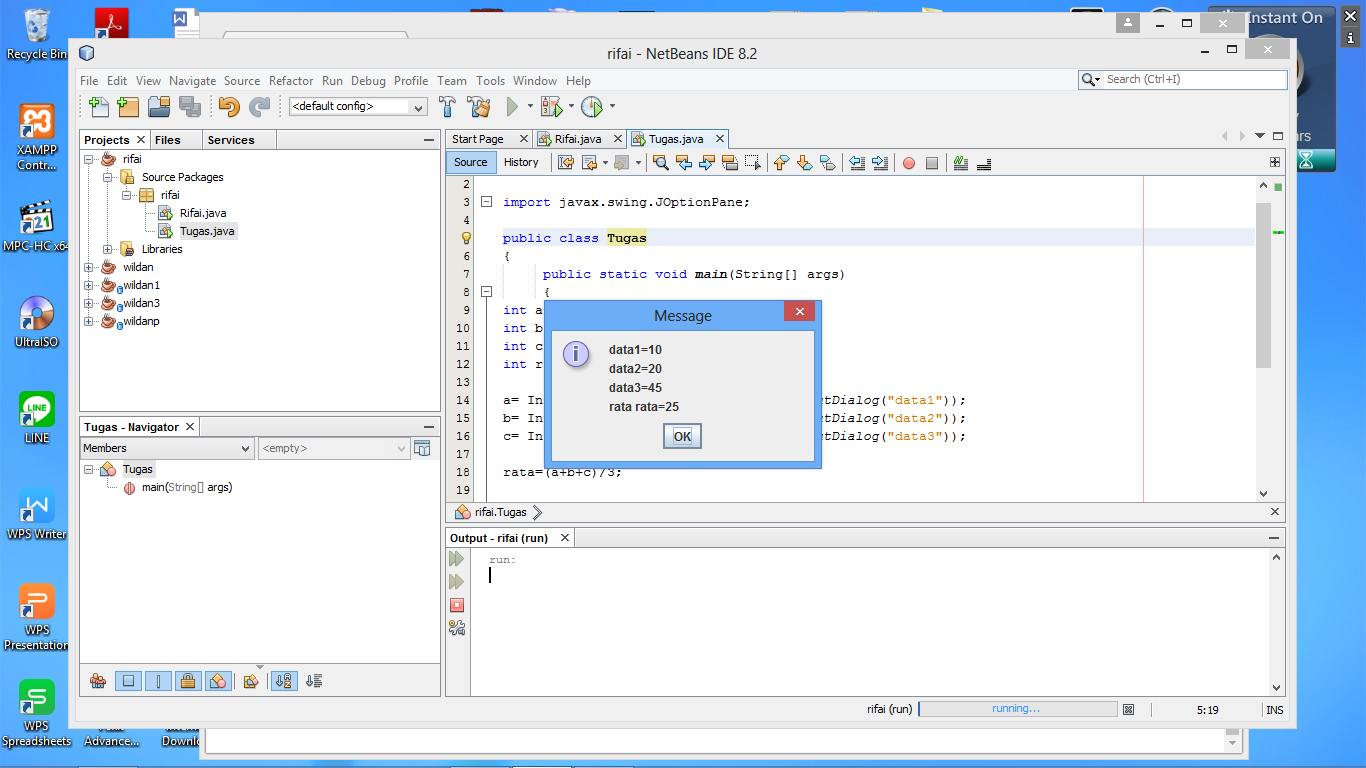 Recycle Bin
XAMPP
Contr...
MPC-HC x64
UltraISO
LINE
WPS Writer
WPS
Presentation
WPS
Spreadsheets
Advance...
Downlo
Instant On
rifai - NetBeans IDE 8.2
File Edit View Navigate Source Refactor Run Debug Profile Team Tools Window Help
Search (Ctrl+I)
<default config>
Projects Files Services
rifai
Source Packages
rifai
Rifai.java
Tugas.java
Libraries
wildan
wildan1
wildan3
wildanp
Tugas - Navigator
Members <empty>
Tugas
main(String[] args)
Start Page Rifai.java Tugas.java
Source History
2
3 import javax.swing.JOptionPane;
4
public class Tugas
6 {
7 public static void main(String[] args)
8 {
9 int a
10 int b
11 int c
12 int r
13
14 a= In tDialog("data1"));
15 b= In tDialog("data2"));
16 c= In tDialog("data3"));
17
18 rata=(a+b+c)/3;
19
Message
data1=10
data2=20
data3=45
rata rata=25
OK
rifai.Tugas
Output - rifai (run)
run:
rifai (run) running... 5:19 INS